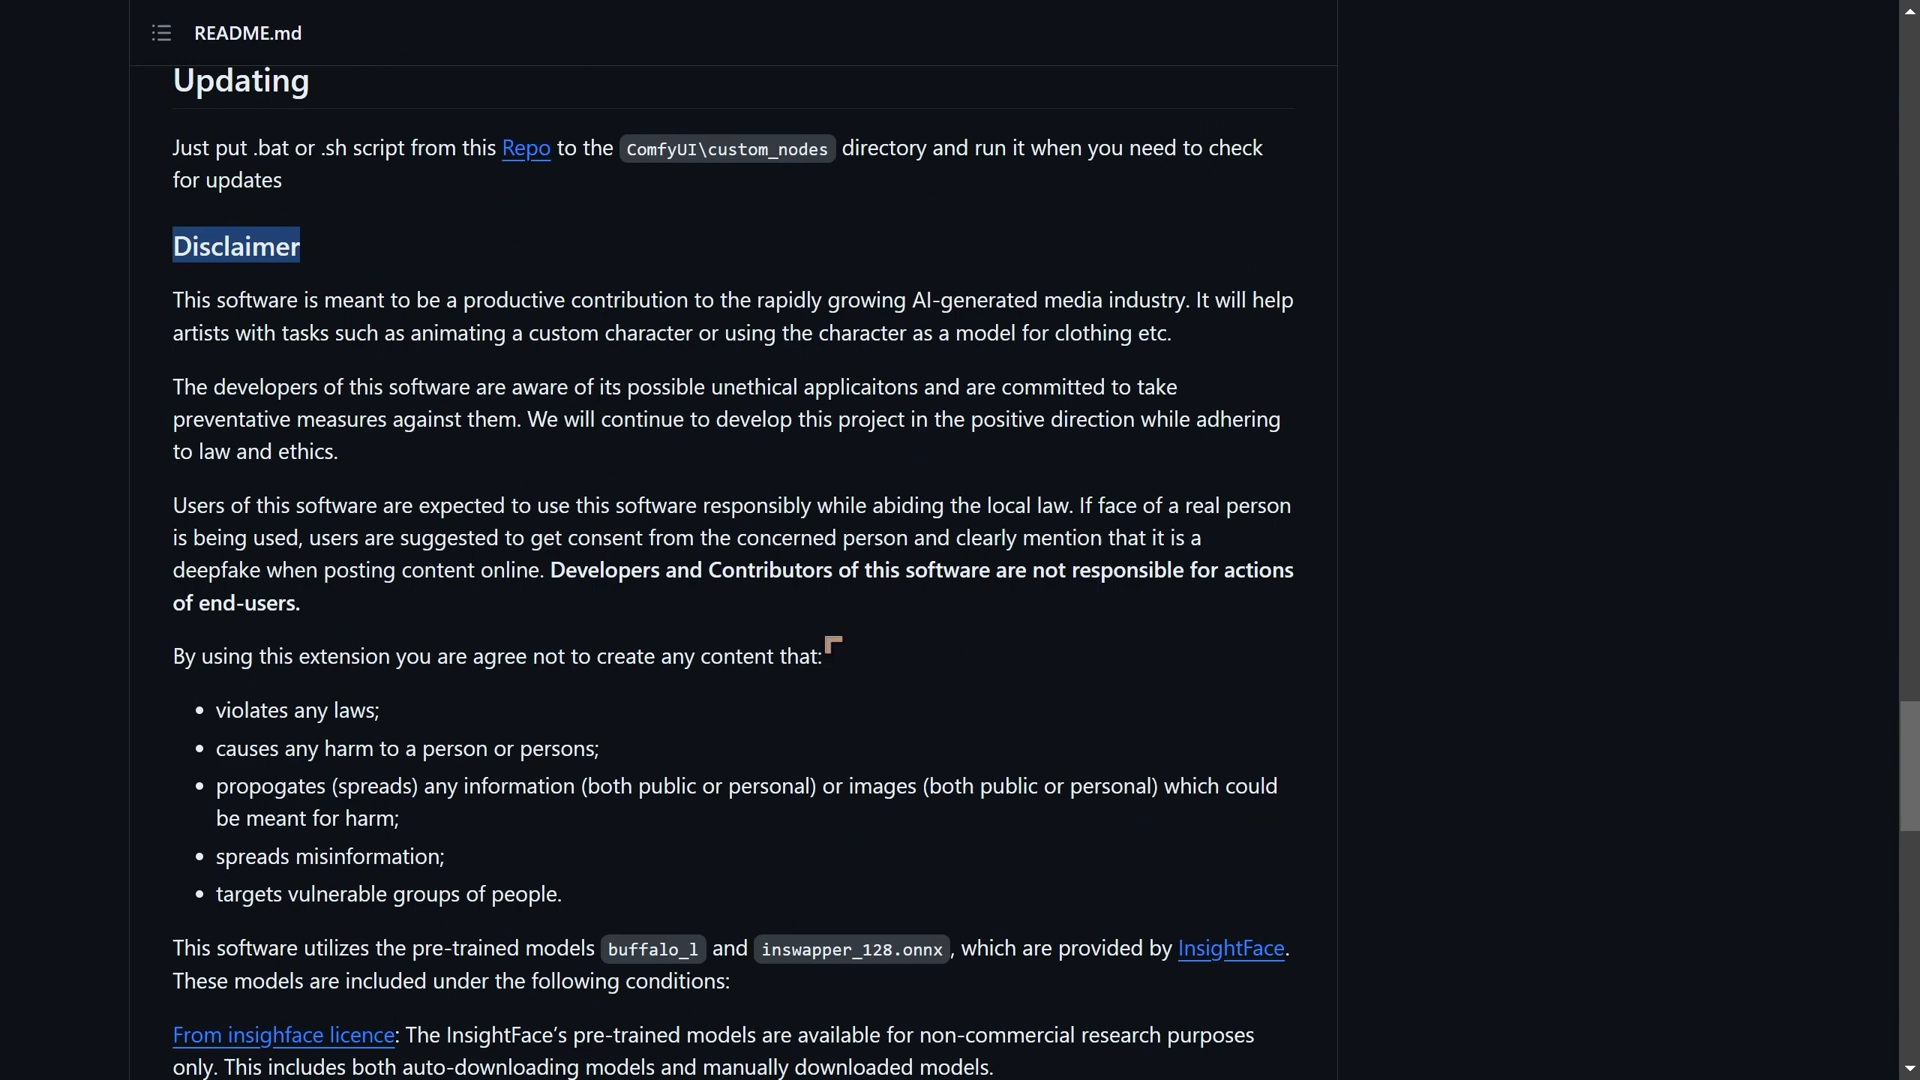 README.md
Updating
Just put .bat or .sh script from this Repo to the ComfyUI\custom_nodes directory and run it when you need to check
for updates
Disclaimer
This software is meant to be a productive contribution to the rapidly growing AI-generated media industry. It will help
artists with tasks such as animating a custom character or using the character as a model for clothing etc.
The developers of this software are aware of its possible unethical applicaitons and are committed to take
preventative measures against them. We will continue to develop this project in the positive direction while adhering
to law and ethics.
Users of this software are expected to use this software responsibly while abiding the local law. If face of a real person
is being used, users are suggested to get consent from the concerned person and clearly mention that it is a
deepfake when posting content online. Developers and Contributors of this software are not responsible for actions
of end-users.
By using this extension you are agree not to create any content that:
• violates any laws;
• causes any harm to a person or persons;
• propogates (spreads) any information (both public or personal) or images (both public or personal) which could
be meant for harm;
• spreads misinformation;
• targets vulnerable groups of people.
This software utilizes the pre-trained models buffalo_l and inswapper_128.onnx, which are provided by InsightFace.
These models are included under the following conditions:
From insighface licence: The InsightFace’s pre-trained models are available for non-commercial research purposes
only. This includes both auto-downloading models and manually downloaded models.